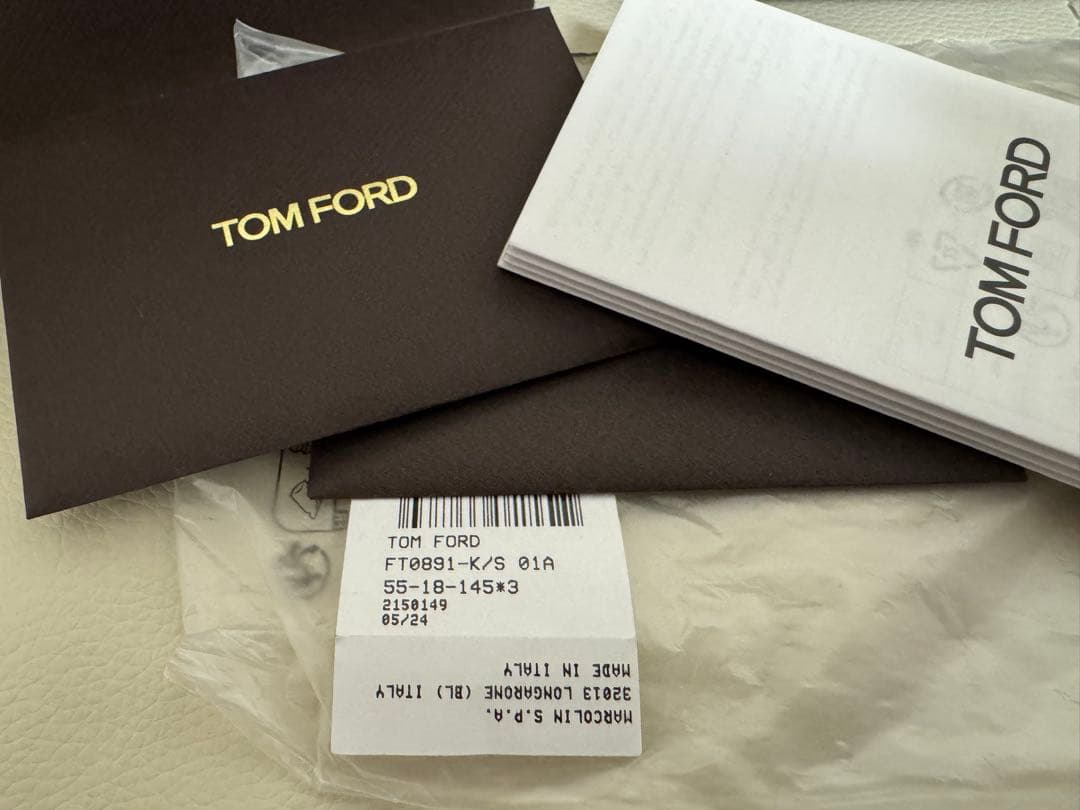 TOM FORD
TOM FORD
TOM FORD
FT0891-K/S 01A
55-18-145*3
2150149
05/24
MARCOLIN S.P.A.
32013 LONGARONE (BL) ITALY
MADE IN ITALY